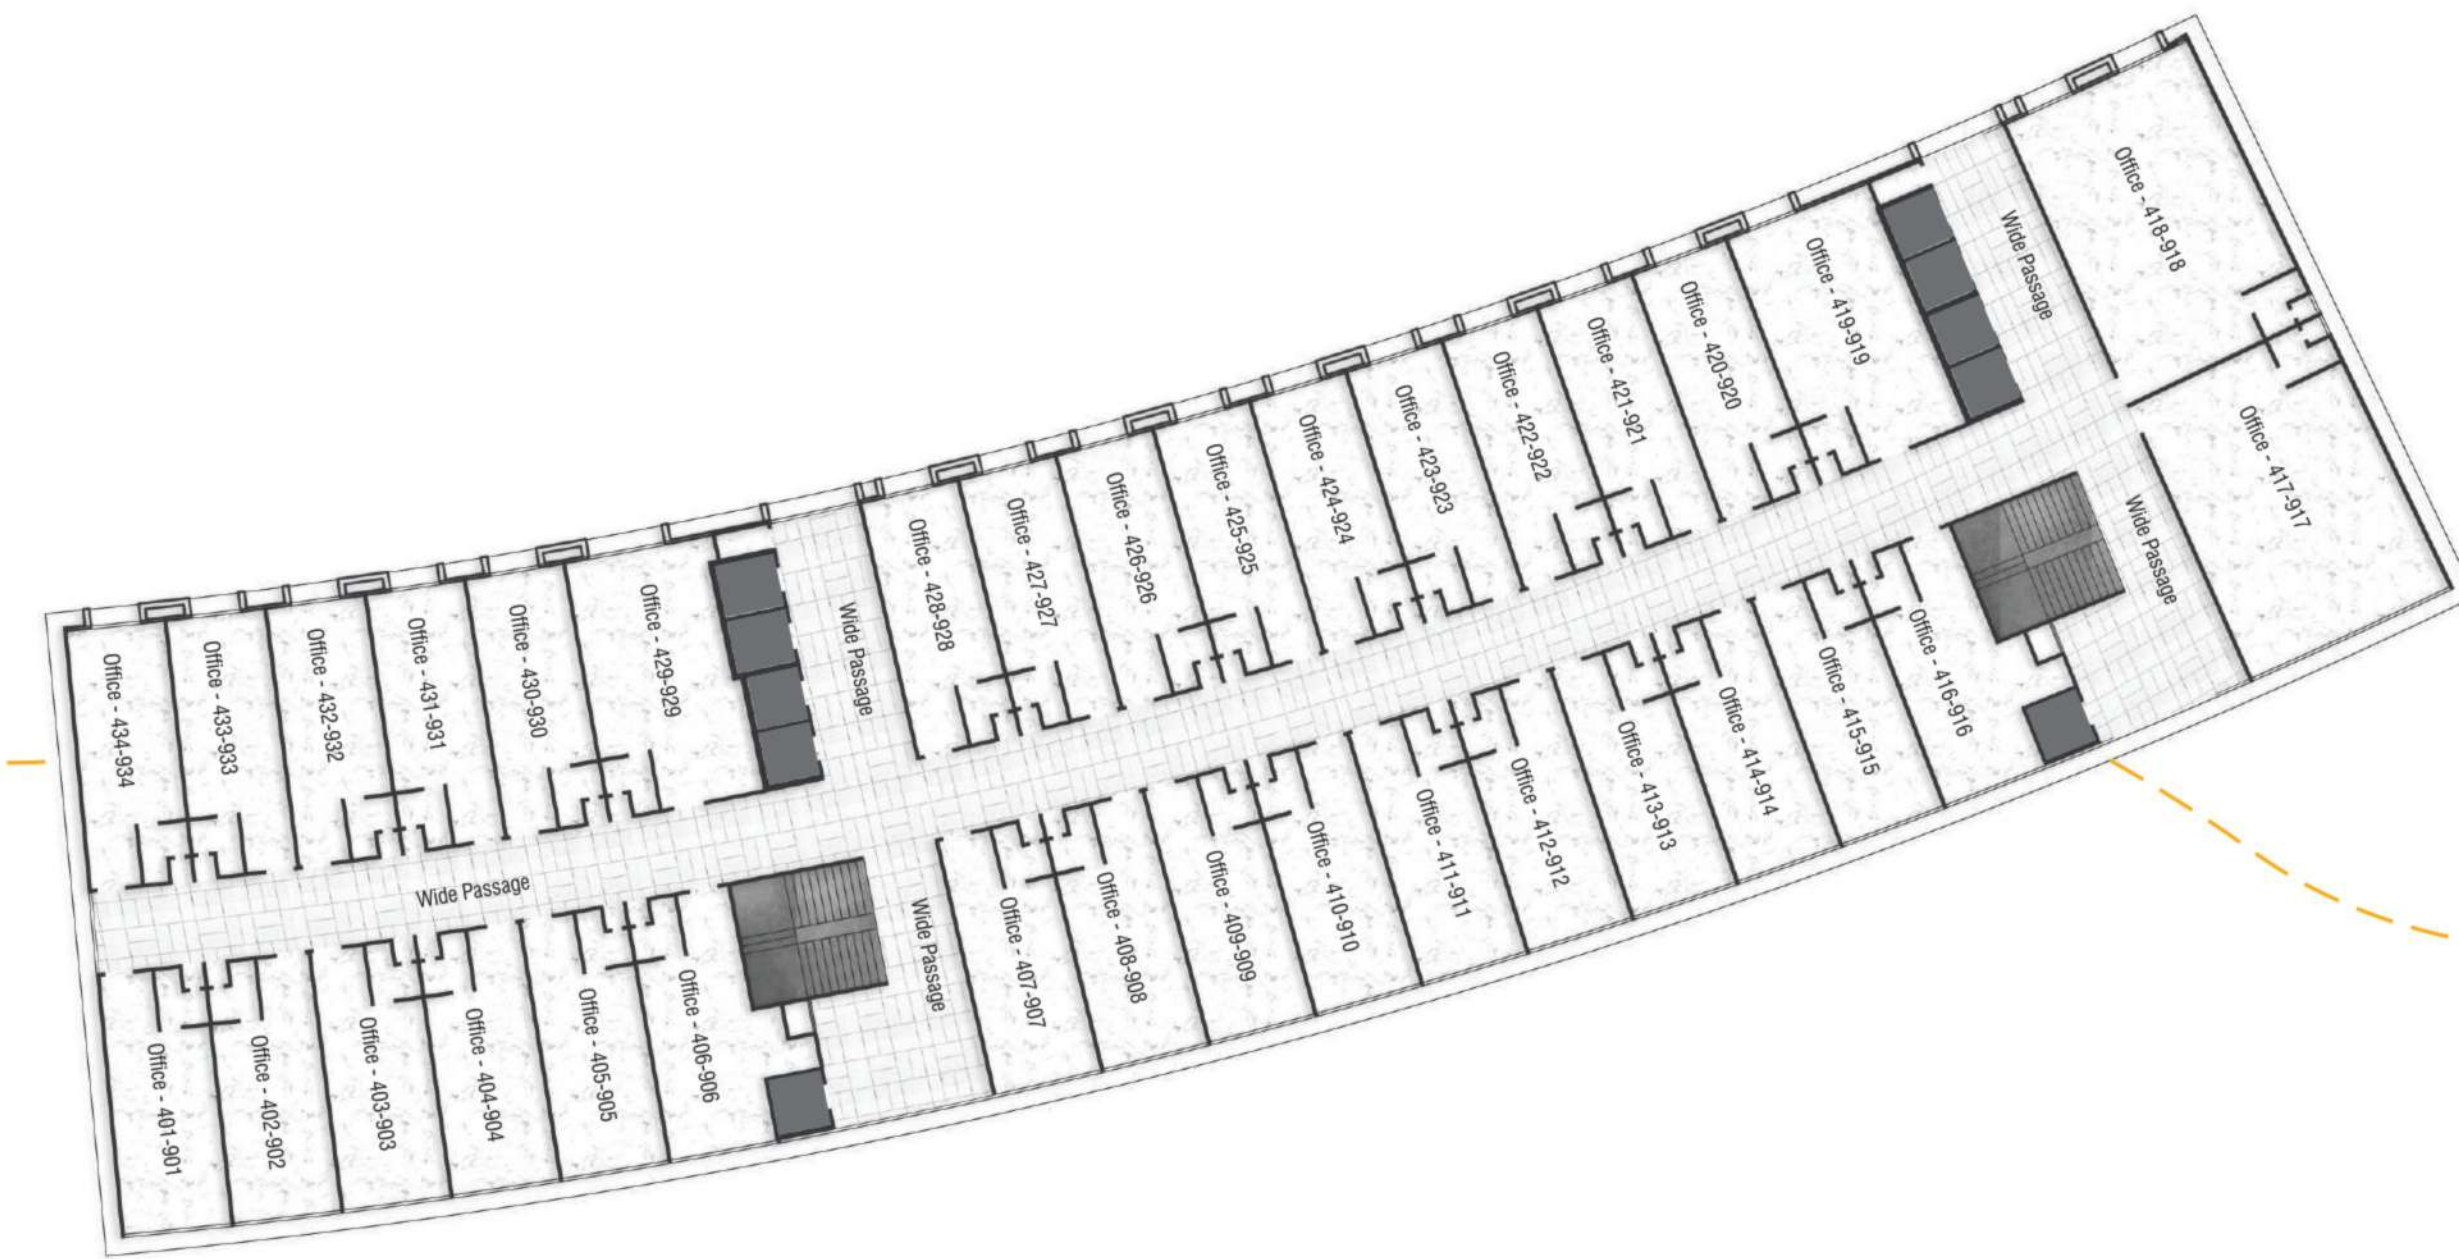 Office - 434-934
Office - 433-933
Office - 432-932
Office - 431-931
Office - 430-930
Office - 429-929
Wide Passage
Office - 428-928
Office - 427-927
Office - 426-926
Office - 425-925
Office - 424-924
Office - 423-923
Office - 422-922
Office - 421-921
Office - 420-920
Office - 419-919
Wide Passage
Office - 418-918
Office - 417-917
Wide Passage
Wide Passage
Office - 401-901
Office - 402-902
Office - 403-903
Office - 404-904
Office - 405-905
Office - 406-906
Wide Passage
Office - 407-907
Office - 408-908
Office - 409-909
Office - 410-910
Office - 411-911
Office - 412-912
Office - 413-913
Office - 414-914
Office - 415-915
Office - 416-916